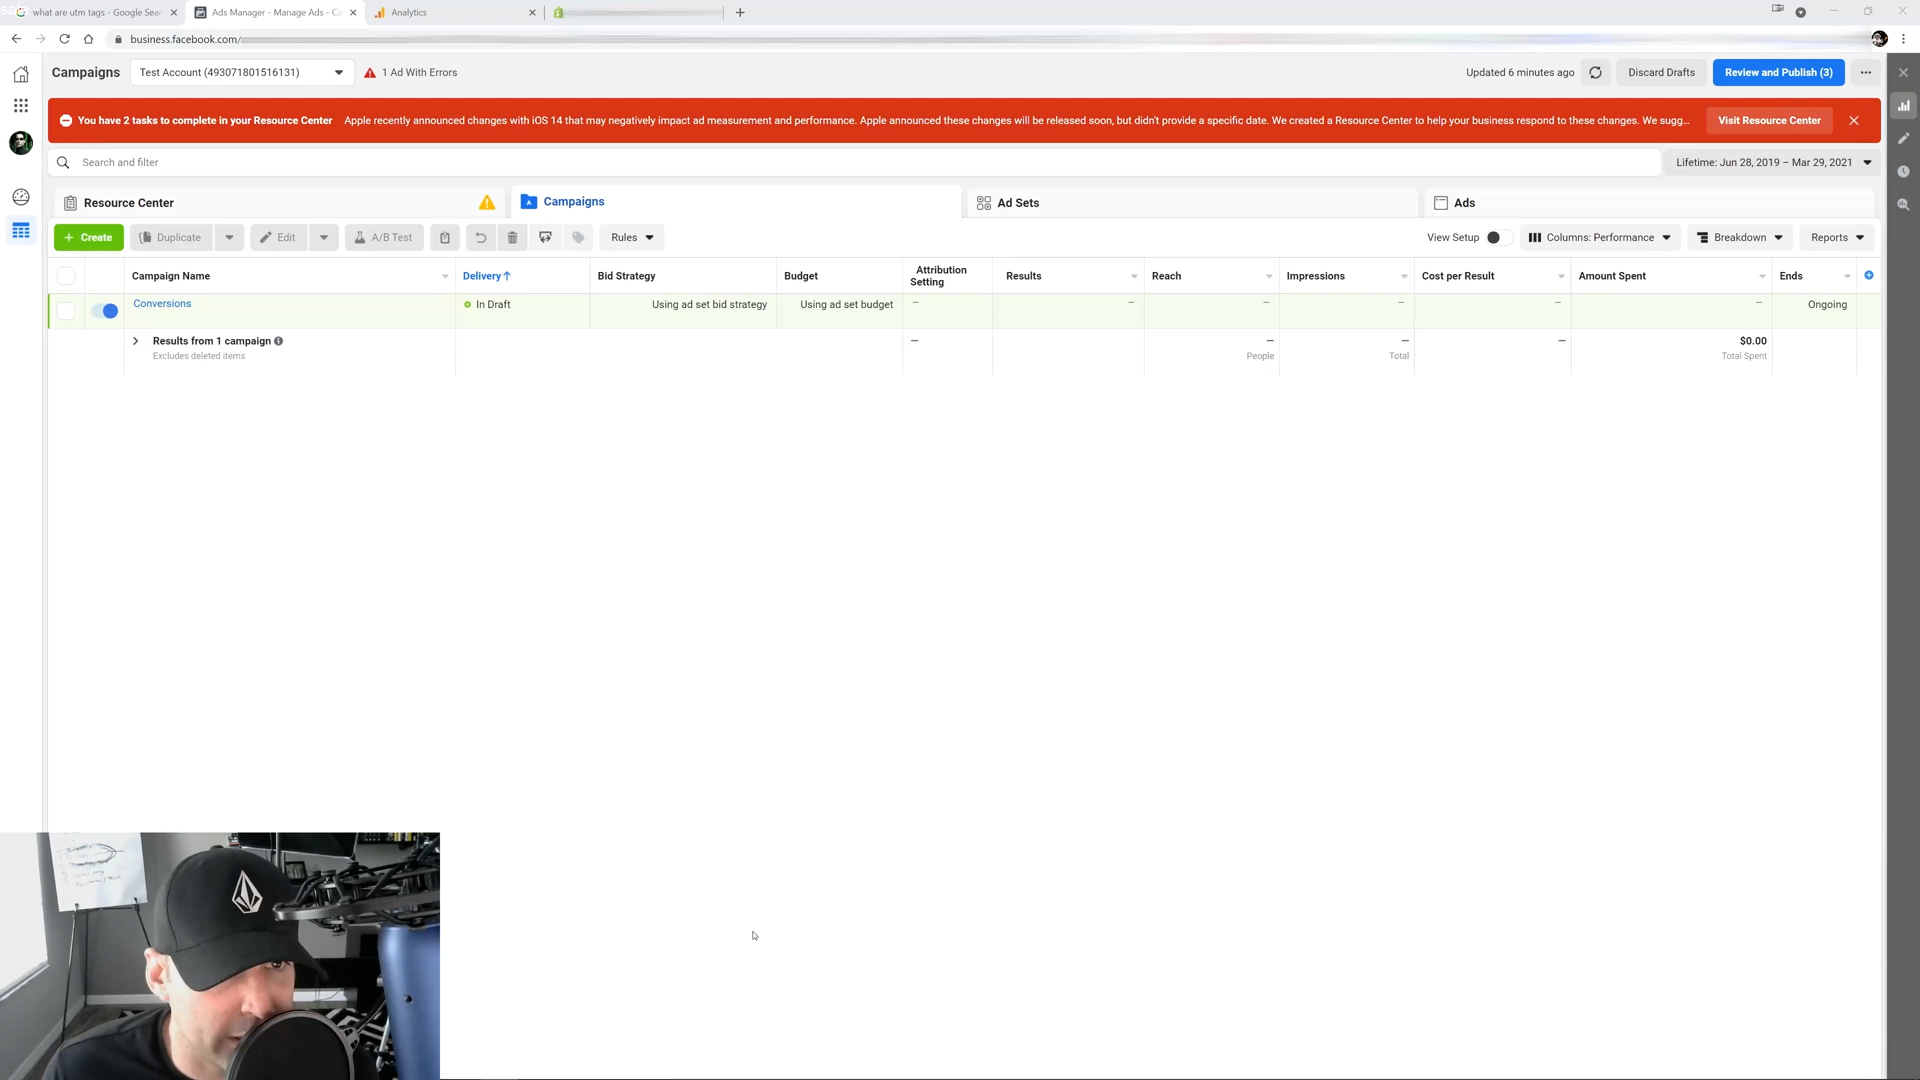 what are utm tags - Google Sear
Ads Manager - Manage Ads - Ca
Analytics
business.facebook.com/
Campaigns
Test Account (493071801516131)
1 Ad With Errors
Updated 6 minutes ago
Discard Drafts
Review and Publish (3)
You have 2 tasks to complete in your Resource Center
Apple recently announced changes with iOS 14 that may negatively impact ad measurement and performance. Apple announced these changes will be released soon, but didn't provide a specific date. We created a Resource Center to help your business respond to these changes. We sugg...
Visit Resource Center
Search and filter
Lifetime: Jun 28, 2019 – Mar 29, 2021
Resource Center
Campaigns
Ad Sets
Ads
+ Create
Duplicate
Edit
A/B Test
Rules
View Setup
Columns: Performance
Breakdown
Reports
Campaign Name
Delivery ↑
Bid Strategy
Budget
Attribution
Setting
Results
Reach
Impressions
Cost per Result
Amount Spent
Ends
Conversions
In Draft
Using ad set bid strategy
Using ad set budget
—
—
—
—
—
—
Ongoing
Results from 1 campaign
Excludes deleted items
—
—
People
—
Total
—
$0.00
Total Spent